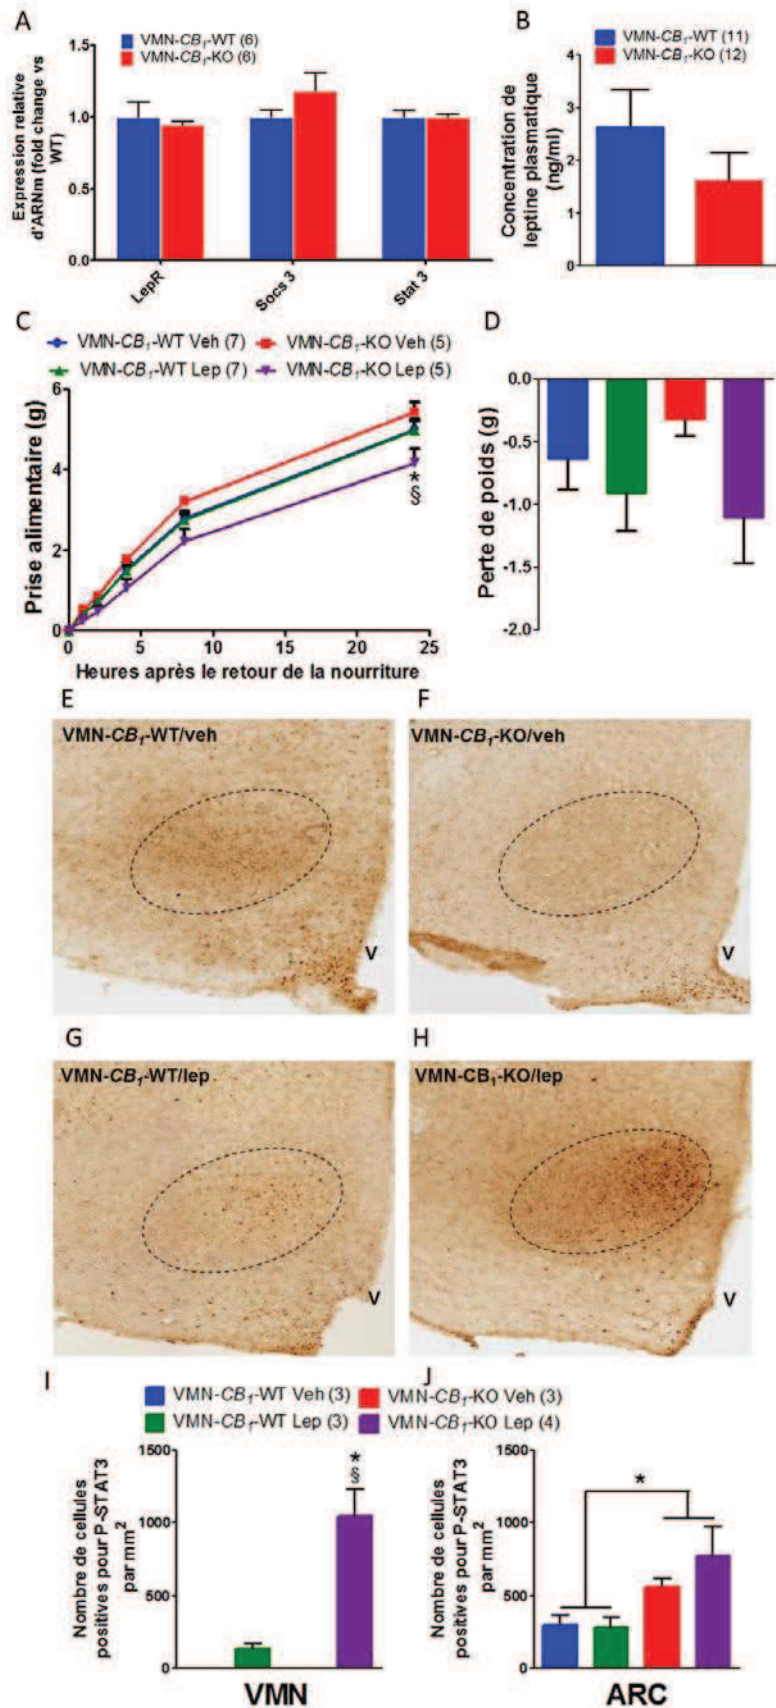 A
VMN-CB1-WT (6)
VMN-CB1-KO (6)
Expression relative
d'ARNm (fold change vs
WT)
1.5
1.0
0.5
0.0
LepR
Socs 3
Stat 3
B
VMN-CB1-WT (11)
VMN-CB1-KO (12)
Concentration de
leptine plasmatique
(ng/ml)
4
3
2
1
0
C
VMN-CB1-WT Veh (7)
VMN-CB1-KO Veh (5)
VMN-CB1-WT Lep (7)
VMN-CB1-KO Lep (5)
Prise alimentaire (g)
6
4
2
0
*
§
0 5 10 15 20 25
Heures après le retour de la nourriture
D
Perte de poids (g)
0.0
-0.5
-1.0
-1.5
-2.0
E
VMN-CB1-WT/veh
V
F
VMN-CB1-KO/veh
V
G
VMN-CB1-WT/lep
V
H
VMN-CB1-KO/lep
V
I
J
VMN-CB1-WT Veh (3)
VMN-CB1-KO Veh (3)
VMN-CB1-WT Lep (3)
VMN-CB1-KO Lep (4)
Nombre de cellules
positives pour P-STAT3
par mm²
1500
1000
500
0
*
§
VMN
Nombre de cellules
positives pour P-STAT3
par mm²
1500
1000
500
0
*
ARC